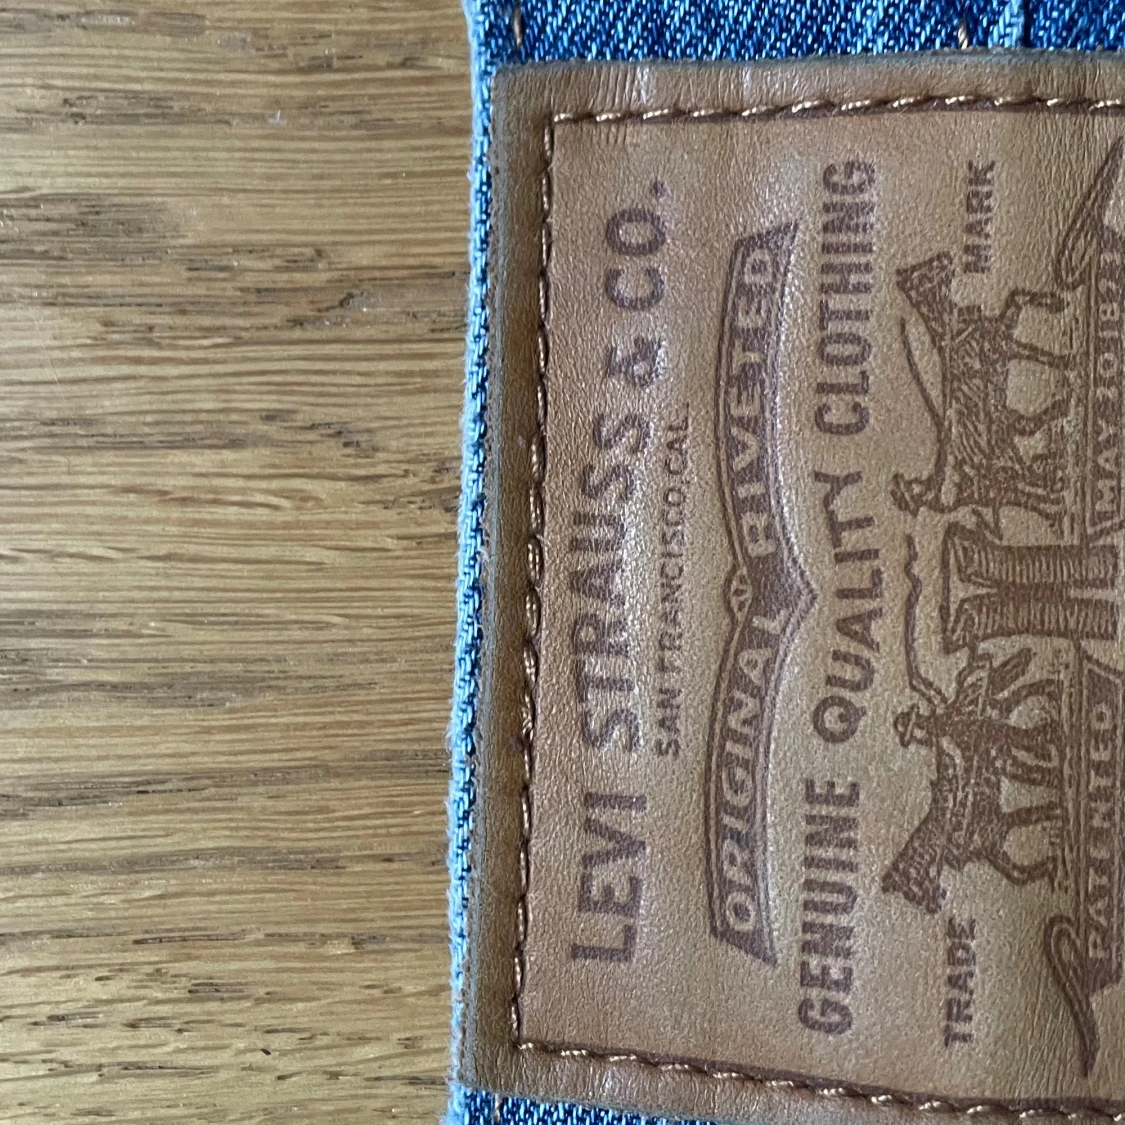 LEVI STRAUSS & CO.
SAN FRANCISCO, CAL.
ORIGINAL RIVETED
GENUINE QUALITY CLOTHING
TRADE MARK
PATENTED MAY 20 1873